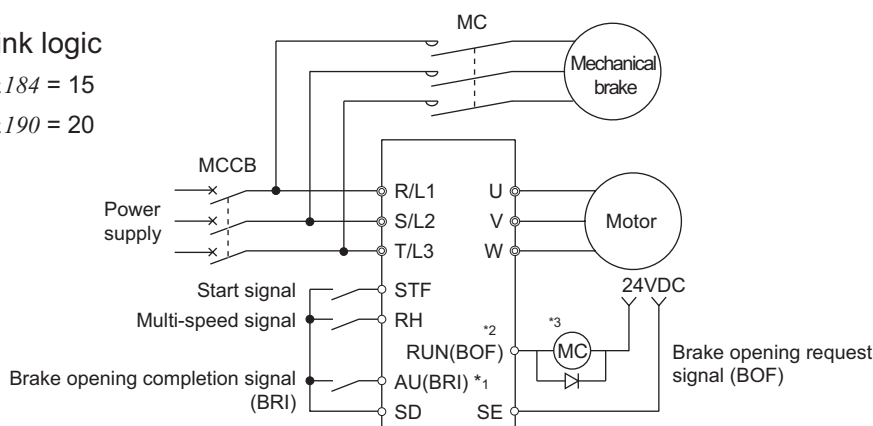 MC
ink logic
Mechanical
brake
184 = 15
190 = 20
MCCB
Power
supply
R/L1
S/L2
T/L3
U
V
W
Motor
24VDC
Start signal
STF
Multi-speed signal
RH
*2
*3
RUN(BOF)
MC
Brake opening request
signal (BOF)
Brake opening completion signal
(BRI)
AU(BRI) *1
SD
SE